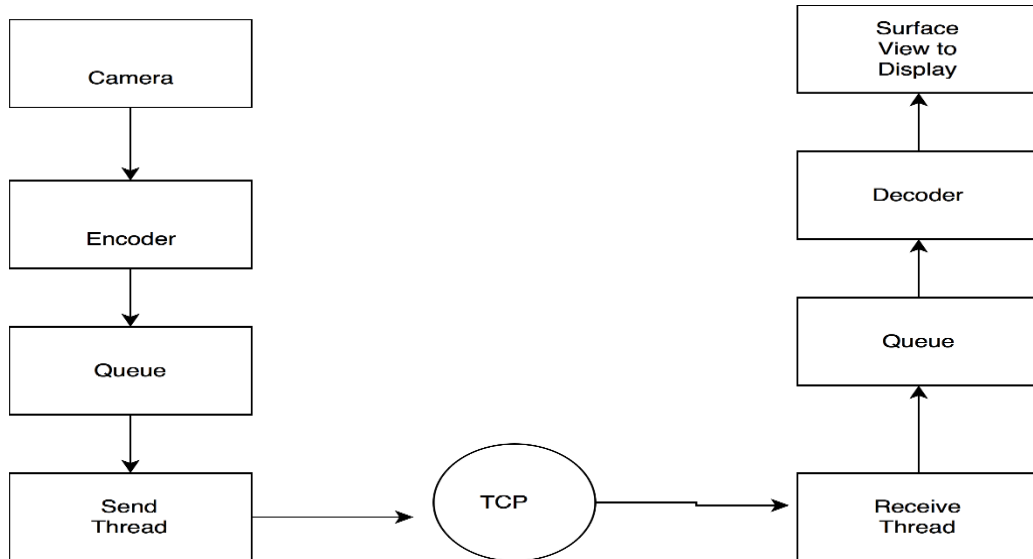 Camera
Encoder
Queue
Send
Thread
TCP
Surface
View to
Display
Decoder
Queue
Receive
Thread